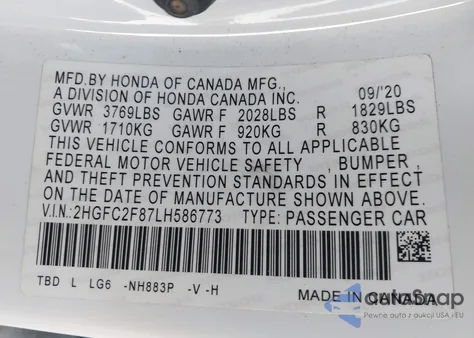 MFD.BY HONDA OF CANADA MFG.,
A DIVISION OF HONDA CANADA INC. 09/'20
GVWR 3769LBS GAWR F 2028LBS R 1829LBS
GVWR 1710KG GAWR F 920KG R 830KG
THIS VEHICLE CONFORMS TO ALL APPLICABLE
FEDERAL MOTOR VEHICLE SAFETY , BUMPER ,
AND THEFT PREVENTION STANDARDS IN EFFECT
ON THE DATE OF MANUFACTURE SHOWN ABOVE.
V.I.N.:2HGFC2F87LH586773 TYPE: PASSENGER CAR
TBD L LG6 -NH883P -V -H
MADE IN CANADA
autoSnap
Pewne auto z aukcji USA i EU